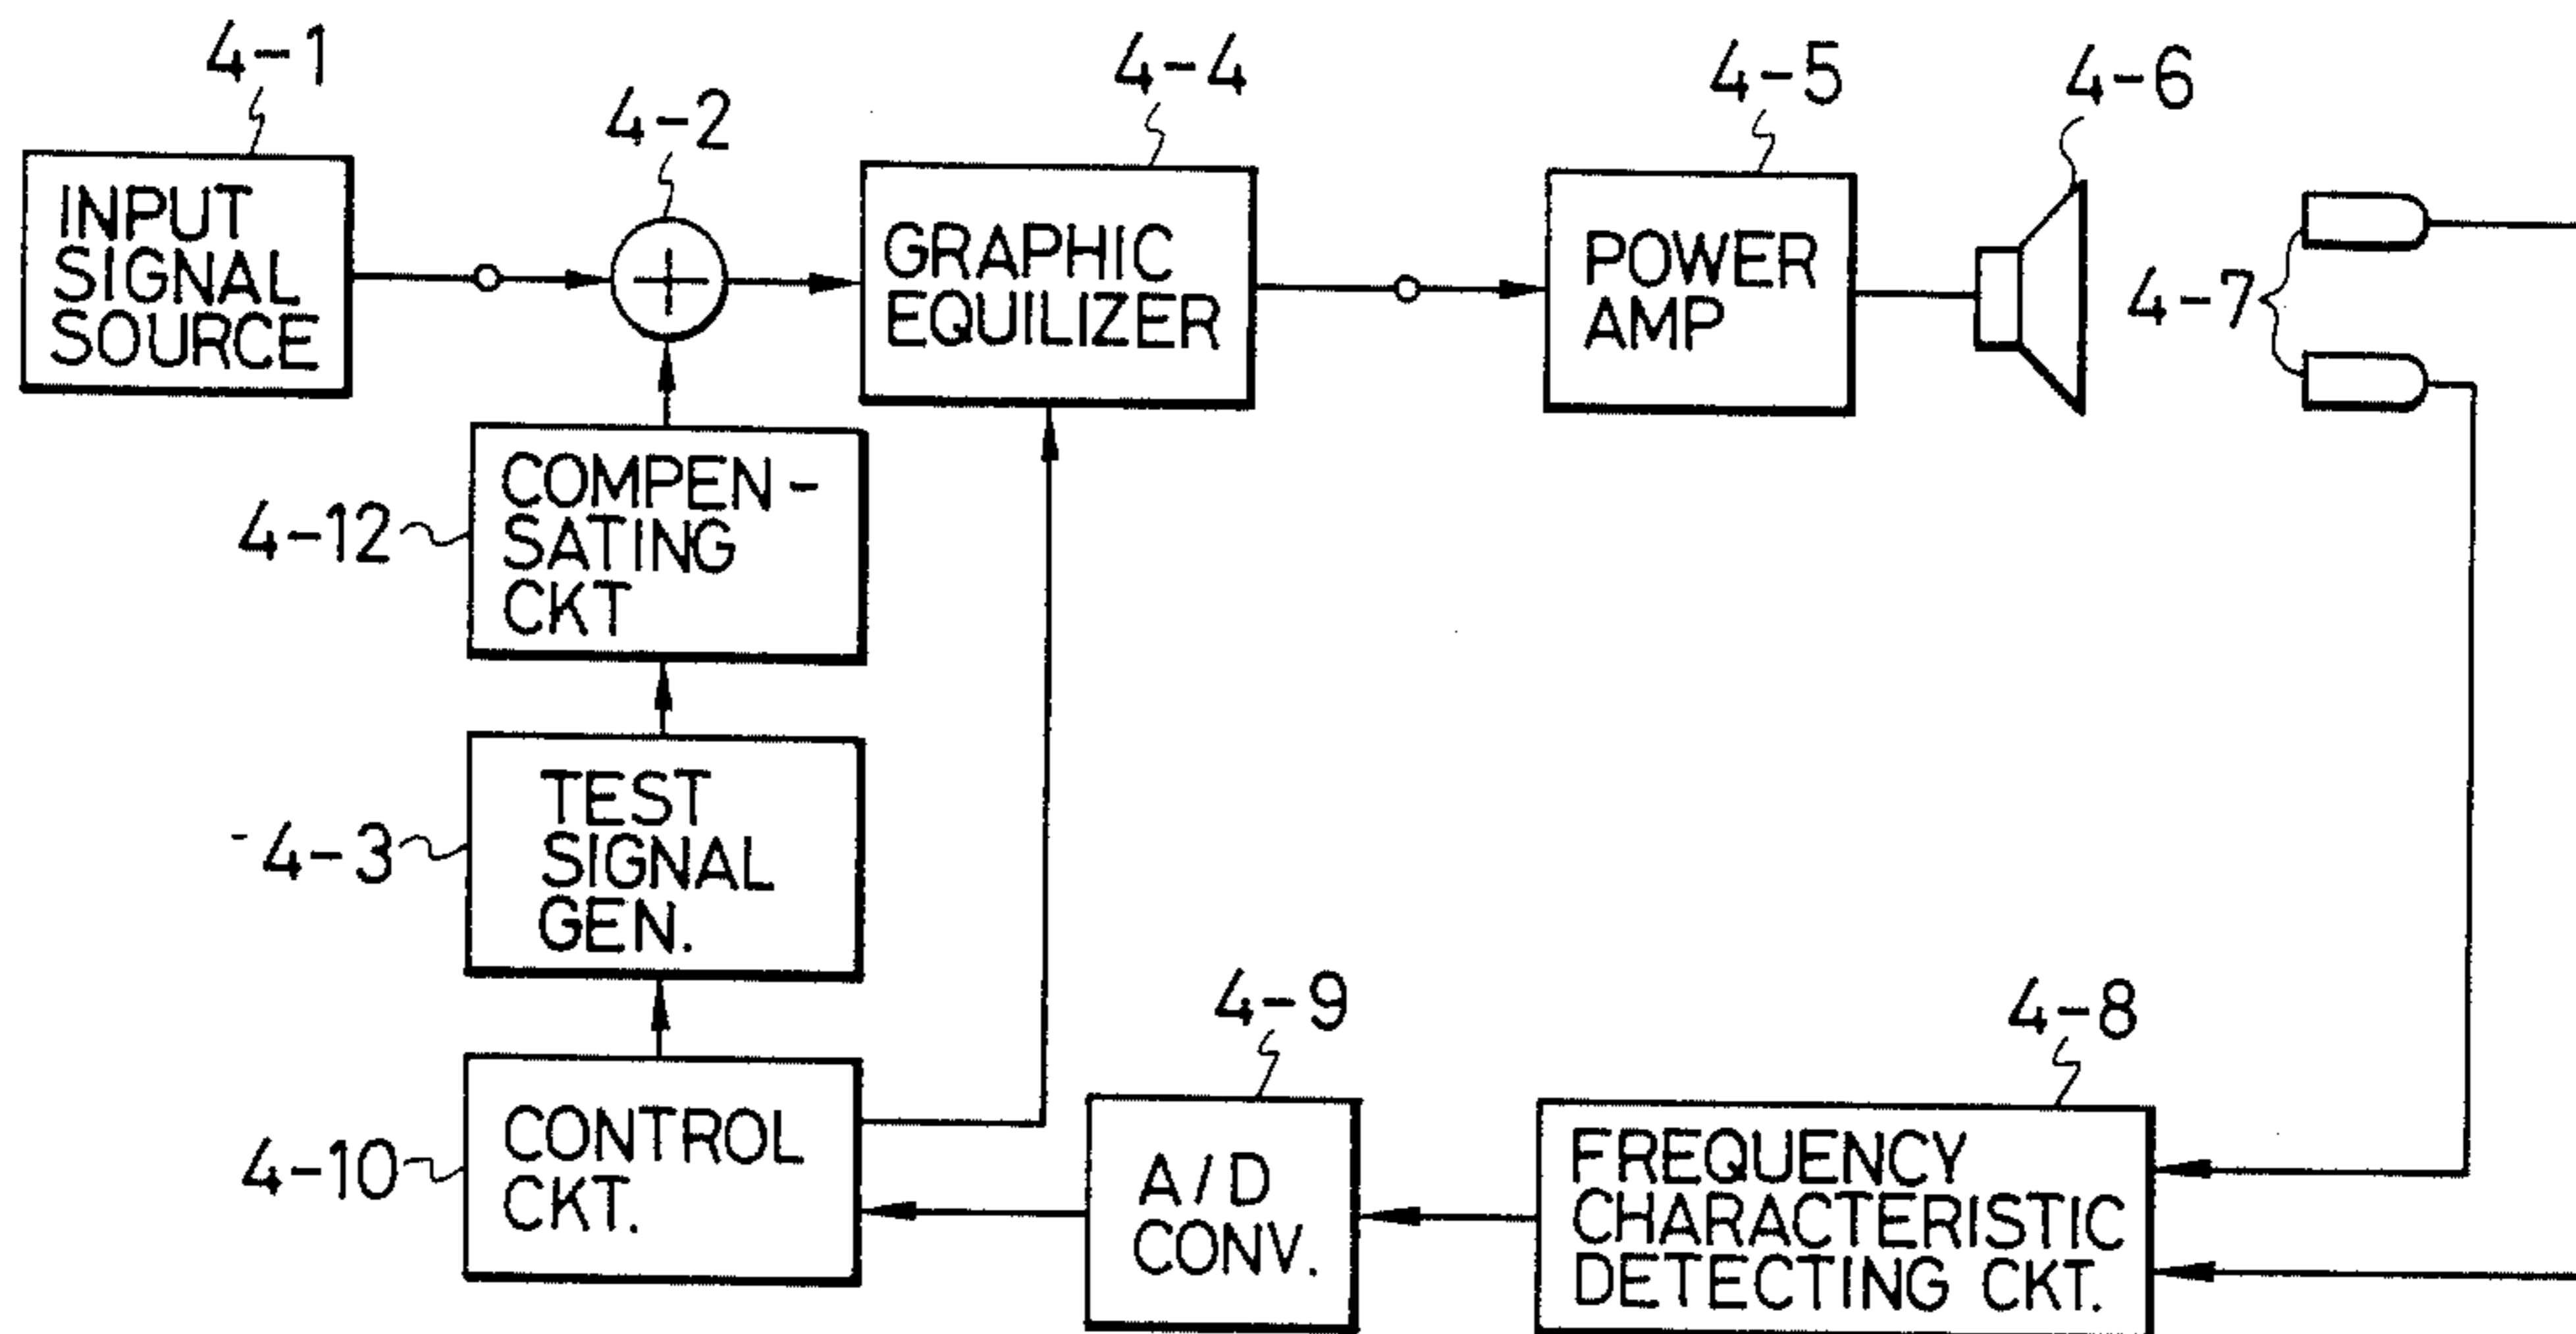 4-1
4-2
4-4
4-5
4-6
INPUT
SIGNAL
SOURCE
GRAPHIC
EQUILIZER
POWER
AMP
4-7
4-12
COMPEN-
SATING
CKT
4-3
TEST
SIGNAL
GEN.
4-9
4-8
4-10
CONTROL
CKT.
A/D
CONV.
FREQUENCY
CHARACTERISTIC
DETECTING CKT.